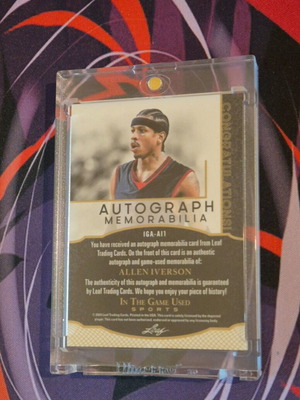 CONGRATULATIONS!
AUTOGRAPH
MEMORABILIA
IGA-AI1
You have received an autograph memorabilia card from Leaf
Trading Cards. On the front of this card is an authentic
autograph and game-used memorabilia of:
ALLEN IVERSON
The authenticity of this autograph and memorabilia is guaranteed
by Leaf Trading Cards. We hope you enjoy your piece of history!
IN THE GAME USED
SPORTS
Leaf